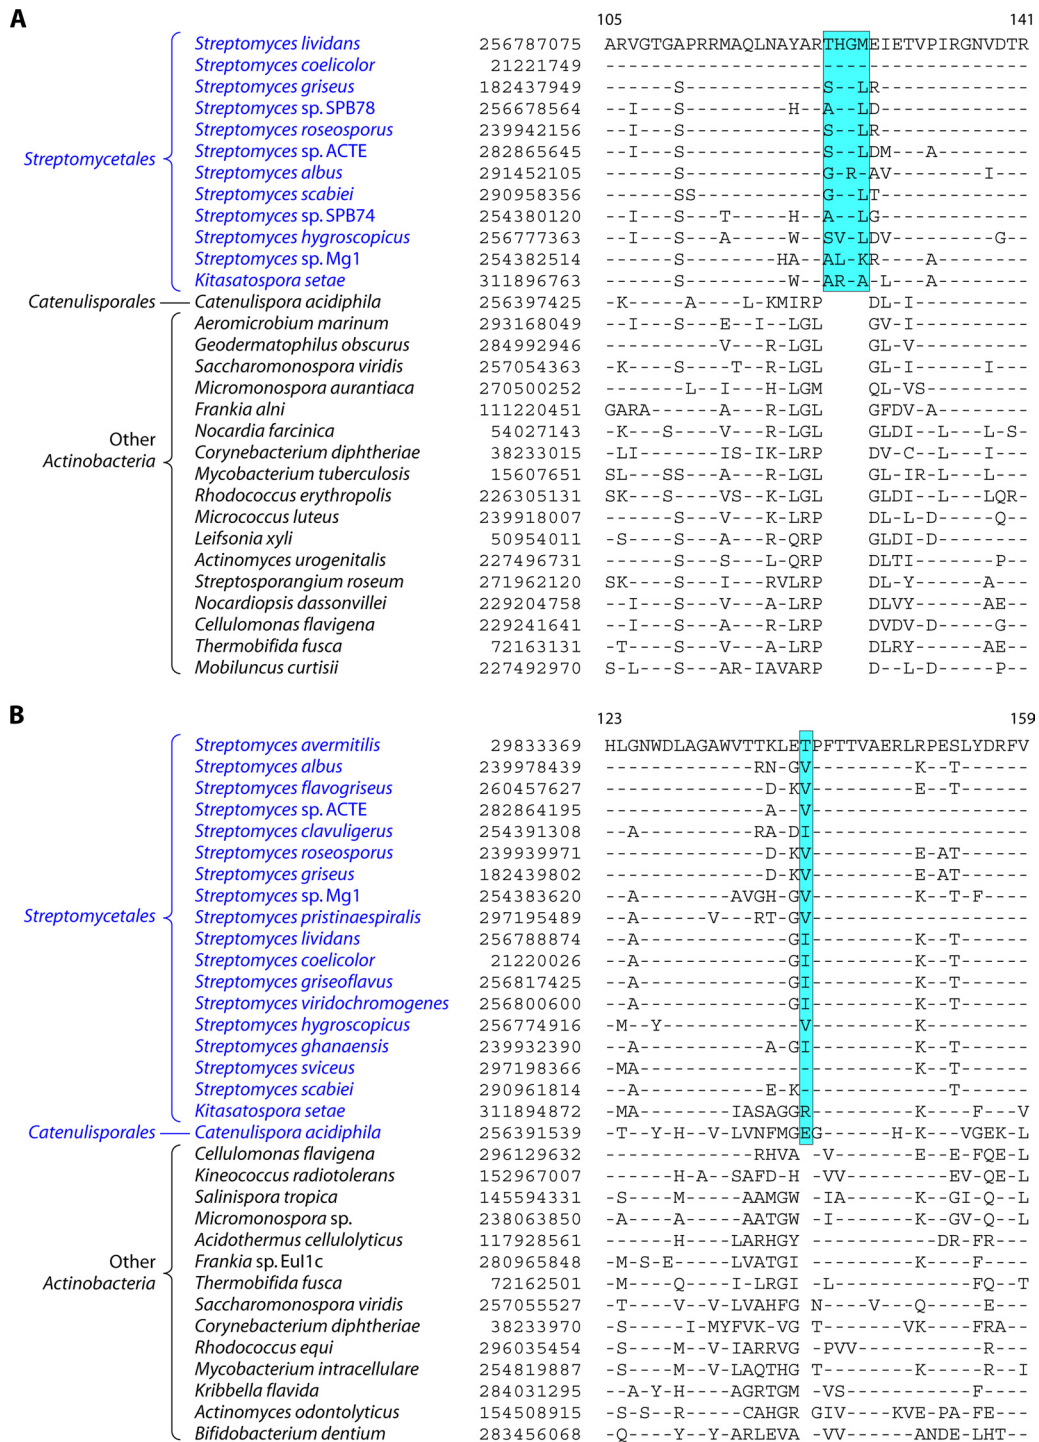 A
105 141
Streptomyces lividans 256787075 ARVGTGAPRRMAQLNAYARTHGMEIETVPIRGNVDTR
Streptomyces coelicolor 21221749 -------------------------------------
Streptomyces griseus 182437949 ------S------------S--LR-------------
Streptomyces sp. SPB78 256678564 --I---S---------H--A--LD-------------
Streptomyces roseosporus 239942156 --I---S------------S--LR-------------
Streptomyces sp. ACTE 282865645 --I---S------------S--LDM---A--------
Streptomycetales
Streptomyces albus 291452105 ------S------------G-R-AV--------I---
Streptomyces scabiei 290958356 ------SS-----------G--LT-------------
Streptomyces sp. SPB74 254380120 --I---S---T-----H--A--LG-------------
Streptomyces hygroscopicus 256777363 --I---S---A-----W--SV-LDV---------G--
Streptomyces sp. Mg1 254382514 ------S--------HA--AL-KR----A--------
Kitasatospora setae 311896763 ------S---------W--AR-A-L---A--------
Catenulisporales Catenulispora acidiphila 256397425 -K-----A----L-KMIRP DL-I----------
Aeromicrobium marinum 293168049 --I---S---E--I--LGL GV-I----------
Geodermatophilus obscurus 284992946 ----------V---R-LGL GL-V----------
Saccharomonospora viridis 257054363 -K---------T--R-LGL GL-I------I---
Micromonospora aurantiaca 270500252 -------L--I---H-LGM QL-VS---------
Frankia alni 111220451 GARA------A---R-LGL GFDV-A--------
Nocardia farcinica 54027143 -K---S----V---R-LGL GLDI--L---L-S-
Other
Actinobacteria
Corynebacterium diphtheriae 38233015 -LI-------IS-IK-LRP DV-C--L---I---
Mycobacterium tuberculosis 15607651 SL---SS---A---R-LGL GL-IR-L---L---
Rhodococcus erythropolis 226305131 SK---S----VS--K-LGL GLDI--L---LQR-
Micrococcus luteus 239918007 ------S---V---K-LRP DL-L-D-----Q--
Leifsonia xyli 50954011 -S----S---A---R-QRP GLDI-D--------
Actinomyces urogenitalis 227496731 ------S---S---L-QRP DLTI-------P--
Streptosporangium roseum 271962120 SK----S---I---RVLRP DL-Y------A---
Nocardiopsis dassonvillei 229204758 --I---S---V---A-LRP DLVY------AE--
Cellulomonas flavigena 229241641 --I---S---A---R-LRP DVDV-D-----G--
Thermobifida fusca 72163131 -T----S---V---A-LRP DLRY------AE--
Mobiluncus curtisii 227492970 S-L---S---AR-IAVARP D--L-D-----P--
B
123 159
Streptomyces avermitilis 29833369 HLGNWDLAGAWVTTKLETPFTTVAERLRPESLYDRFV
Streptomyces albus 239978439 -------------RN-GV---------K--T------
Streptomyces flavogriseus 260457627 --------------D-KV---------E--T------
Streptomyces sp. ACTE 282864195 --------------A--V-------------------
Streptomyces clavuligerus 254391308 --A----------RA-DI-------------------
Streptomyces roseosporus 239939971 --------------D-KV---------E-AT------
Streptomyces griseus 182439802 --------------D-KV---------E-AT------
Streptomyces sp. Mg1 254383620 --A--------AVGH-GV---------K--T-F----
Streptomycetales
Streptomyces pristinaespiralis 297195489 --A------V---RT-GV-------------------
Streptomyces lividans 256788874 --A-------------GI---------K--T------
Streptomyces coelicolor 21220026 --A-------------GI---------K--T------
Streptomyces griseoflavus 256817425 --A-------------GI---------K--T------
Streptomyces viridochromogenes 256800600 --A-------------GI---------K--T------
Streptomyces hygroscopicus 256774916 -M--Y------------V---------K---------
Streptomyces ghanaensis 239932390 --A-----------A-GI---------K--T------
Streptomyces sviceus 297198366 -MA------------------------K---------
Streptomyces scabiei 290961814 --A-----------E-K-------------T------
Kitasatospora setae 311894872 -MA--------IASAGGR---------K----F---V
Catenulisporales Catenulispora acidiphila 256391539 -T--Y-H--V-LVNFMGEG------H-K---VGEK-L
Cellulomonas flavigena 296129632 -------------RHVA -V-------E--E-FQE-L
Kineococcus radiotolerans 152967007 ------H-A--SAFD-H -VV---------EV-QE-L
Salinispora tropica 145594331 -S----M-----AAMGW -IA------K--GI-Q--L
Micromonospora sp. 238063850 -A----A-----AATGW -I-------K--GV-Q--L
Acidothermus cellulolyticus 117928561 ------H----LARHGY -----------DR-FR---
Other
Actinobacteria
Frankia sp. EuI1c 280965848 -M-S-E-----LVATGI ---------K----F----
Thermobifida fusca 72162501 -M----Q----I-LRGI -L------------FQ--T
Saccharomonospora viridis 257055527 -T----V--V-LVAHFG N----V---Q-----E---
Corynebacterium diphtheriae 38233970 -S-----I-MYFVK-VG T-------VK---FRA--
Rhodococcus equi 296035454 -S----M--V-IARRVG -PVV-----------R---
Mycobacterium intracellulare 254819887 -S----M--V-LAQTHG T--------K-----R--I
Kribbella flavida 284031295 --A-Y-H----AGRTGM -VS-----------F----
Actinomyces odontolyticus 154508915 -S-S--R-----CAHGR GIV----KVE-PA-FE---
Bifidobacterium dentium 283456068 -Q----Y--Y-ARLEVA -VV------ANDE-LHT--